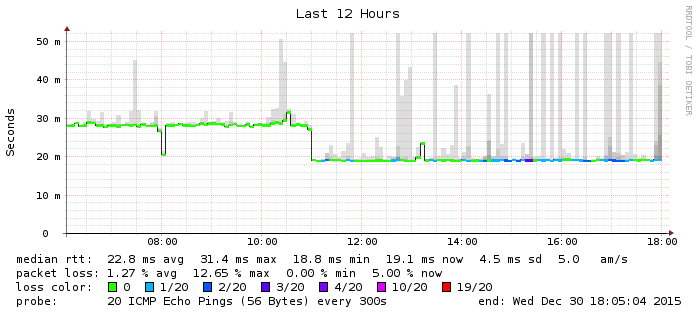 Last 12 Hours
RRDTOOL / TOBI OETIKER
Seconds
50 m
40 m
30 m
20 m
10 m
0
08:00 10:00 12:00 14:00 16:00 18:00
median rtt: 22.8 ms avg 31.4 ms max 18.8 ms min 19.1 ms now 4.5 ms sd 5.0 am/s
packet loss: 1.27 % avg 12.65 % max 0.00 % min 5.00 % now
loss color: 0 1/20 2/20 3/20 4/20 10/20 19/20
probe: 20 ICMP Echo Pings (56 Bytes) every 300s end: Wed Dec 30 18:05:04 2015